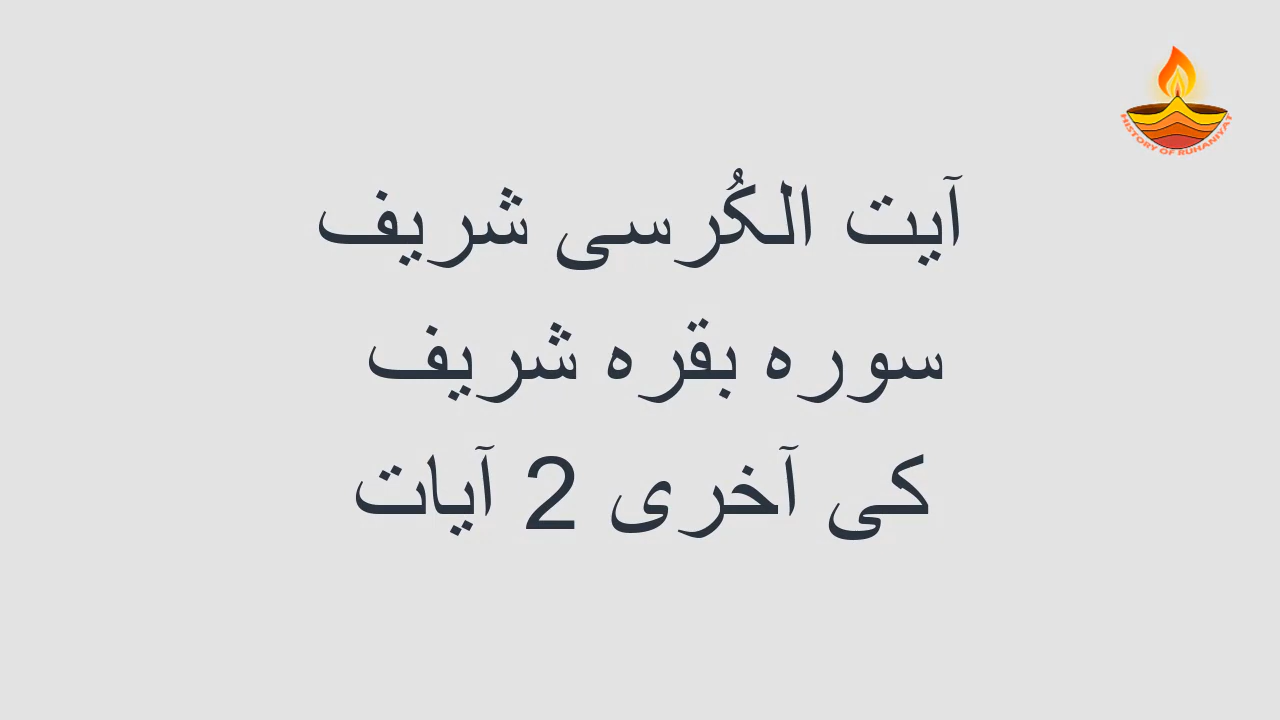 HISTORY OF RUHANIYAT
آیت الکُرسی شریف
سورہ بقرہ شریف
کی آخری 2 آیات